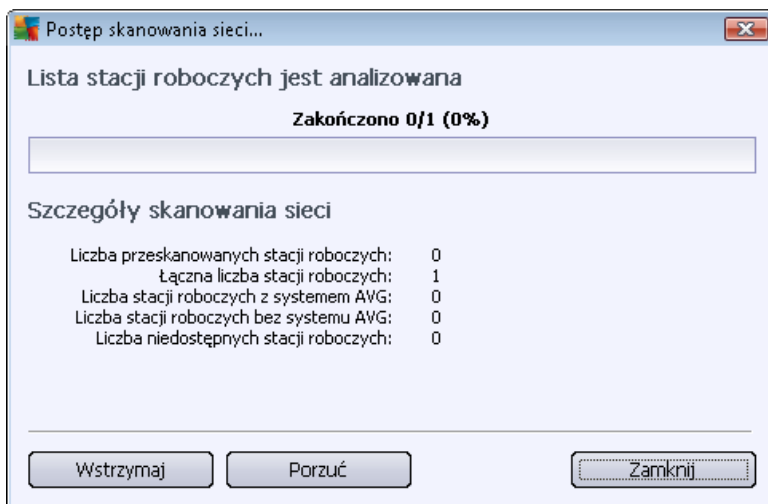 Postęp skanowania sieci...
Lista stacji roboczych jest analizowana
Zakończono 0/1 (0%)
Szczegóły skanowania sieci
Liczba przeskanowanych stacji roboczych: 0
Łączna liczba stacji roboczych: 1
Liczba stacji roboczych z systemem AVG: 0
Liczba stacji roboczych bez systemu AVG: 0
Liczba niedostępnych stacji roboczych: 0
Wstrzymaj Porzuć Zamknij